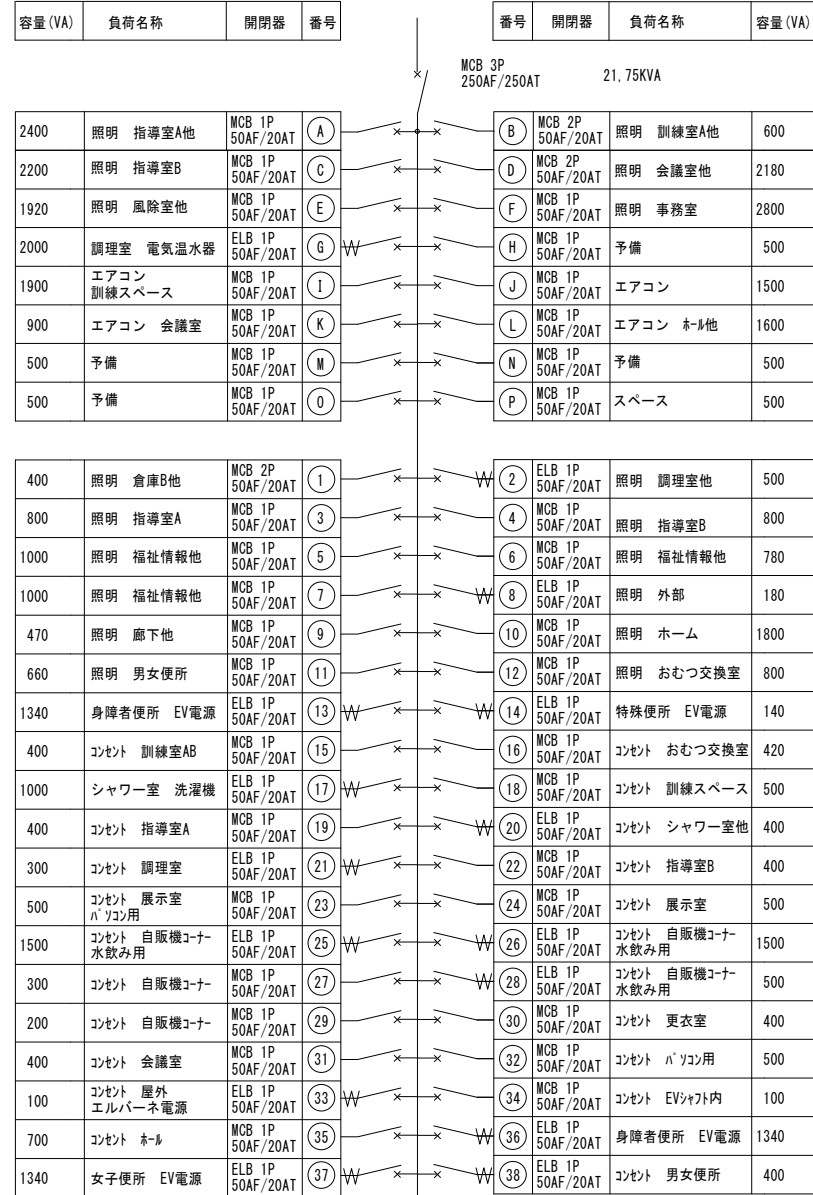 容量(VA) 負荷名称 開閉器 番号 番号 開閉器 負荷名称 容量(VA)
MCB 3P
250AF/250AT 21,75KVA
2400 照明 指導室A他 MCB 1P 50AF/20AT A B MCB 2P 50AF/20AT 照明 訓練室A他 600
2200 照明 指導室B MCB 1P 50AF/20AT C D MCB 2P 50AF/20AT 照明 会議室他 2180
1920 照明 風除室他 MCB 1P 50AF/20AT E F MCB 1P 50AF/20AT 照明 事務室 2800
2000 調理室 電気温水器 ELB 1P 50AF/20AT G H MCB 1P 50AF/20AT 予備 500
1900 エアコン 訓練スペース MCB 1P 50AF/20AT I J MCB 1P 50AF/20AT エアコン 1500
900 エアコン 会議室 MCB 1P 50AF/20AT K L MCB 1P 50AF/20AT エアコン ホール他 1600
500 予備 MCB 1P 50AF/20AT M N MCB 1P 50AF/20AT 予備 500
500 予備 MCB 1P 50AF/20AT O P MCB 1P 50AF/20AT スペース 500
400 照明 倉庫B他 MCB 2P 50AF/20AT 1 2 ELB 1P 50AF/20AT 照明 調理室他 500
800 照明 指導室A MCB 1P 50AF/20AT 3 4 MCB 1P 50AF/20AT 照明 指導室B 800
1000 照明 福祉情報他 MCB 1P 50AF/20AT 5 6 MCB 1P 50AF/20AT 照明 福祉情報他 780
1000 照明 福祉情報他 MCB 1P 50AF/20AT 7 8 ELB 1P 50AF/20AT 照明 外部 180
470 照明 廊下他 MCB 1P 50AF/20AT 9 10 MCB 1P 50AF/20AT 照明 ホーム 1800
660 照明 男女便所 MCB 1P 50AF/20AT 11 12 MCB 1P 50AF/20AT 照明 おむつ交換室 800
1340 身障者便所 EV電源 ELB 1P 50AF/20AT 13 14 ELB 1P 50AF/20AT 特殊便所 EV電源 140
400 コンセント 訓練室AB MCB 1P 50AF/20AT 15 16 MCB 1P 50AF/20AT コンセント おむつ交換室 420
1000 シャワー室 洗濯機 ELB 1P 50AF/20AT 17 18 MCB 1P 50AF/20AT コンセント 訓練スペース 500
400 コンセント 指導室A MCB 1P 50AF/20AT 19 20 ELB 1P 50AF/20AT コンセント シャワー室他 400
300 コンセント 調理室 ELB 1P 50AF/20AT 21 22 MCB 1P 50AF/20AT コンセント 指導室B 400
500 コンセント 展示室 パソコン用 MCB 1P 50AF/20AT 23 24 MCB 1P 50AF/20AT コンセント 展示室 500
1500 コンセント 自販機コーナー 水飲み用 ELB 1P 50AF/20AT 25 26 ELB 1P 50AF/20AT コンセント 自販機コーナー 水飲み用 1500
300 コンセント 自販機コーナー MCB 1P 50AF/20AT 27 28 ELB 1P 50AF/20AT コンセント 自販機コーナー 水飲み用 500
200 コンセント 自販機コーナー MCB 1P 50AF/20AT 29 30 MCB 1P 50AF/20AT コンセント 更衣室 400
400 コンセント 会議室 MCB 1P 50AF/20AT 31 32 MCB 1P 50AF/20AT コンセント パソコン用 500
100 コンセント 屋外 エルバーネ電源 ELB 1P 50AF/20AT 33 34 MCB 1P 50AF/20AT コンセント EVシャフト内 100
700 コンセント ホール MCB 1P 50AF/20AT 35 36 ELB 1P 50AF/20AT 身障者便所 EV電源 1340
1340 女子便所 EV電源 ELB 1P 50AF/20AT 37 38 ELB 1P 50AF/20AT コンセント 男女便所 400